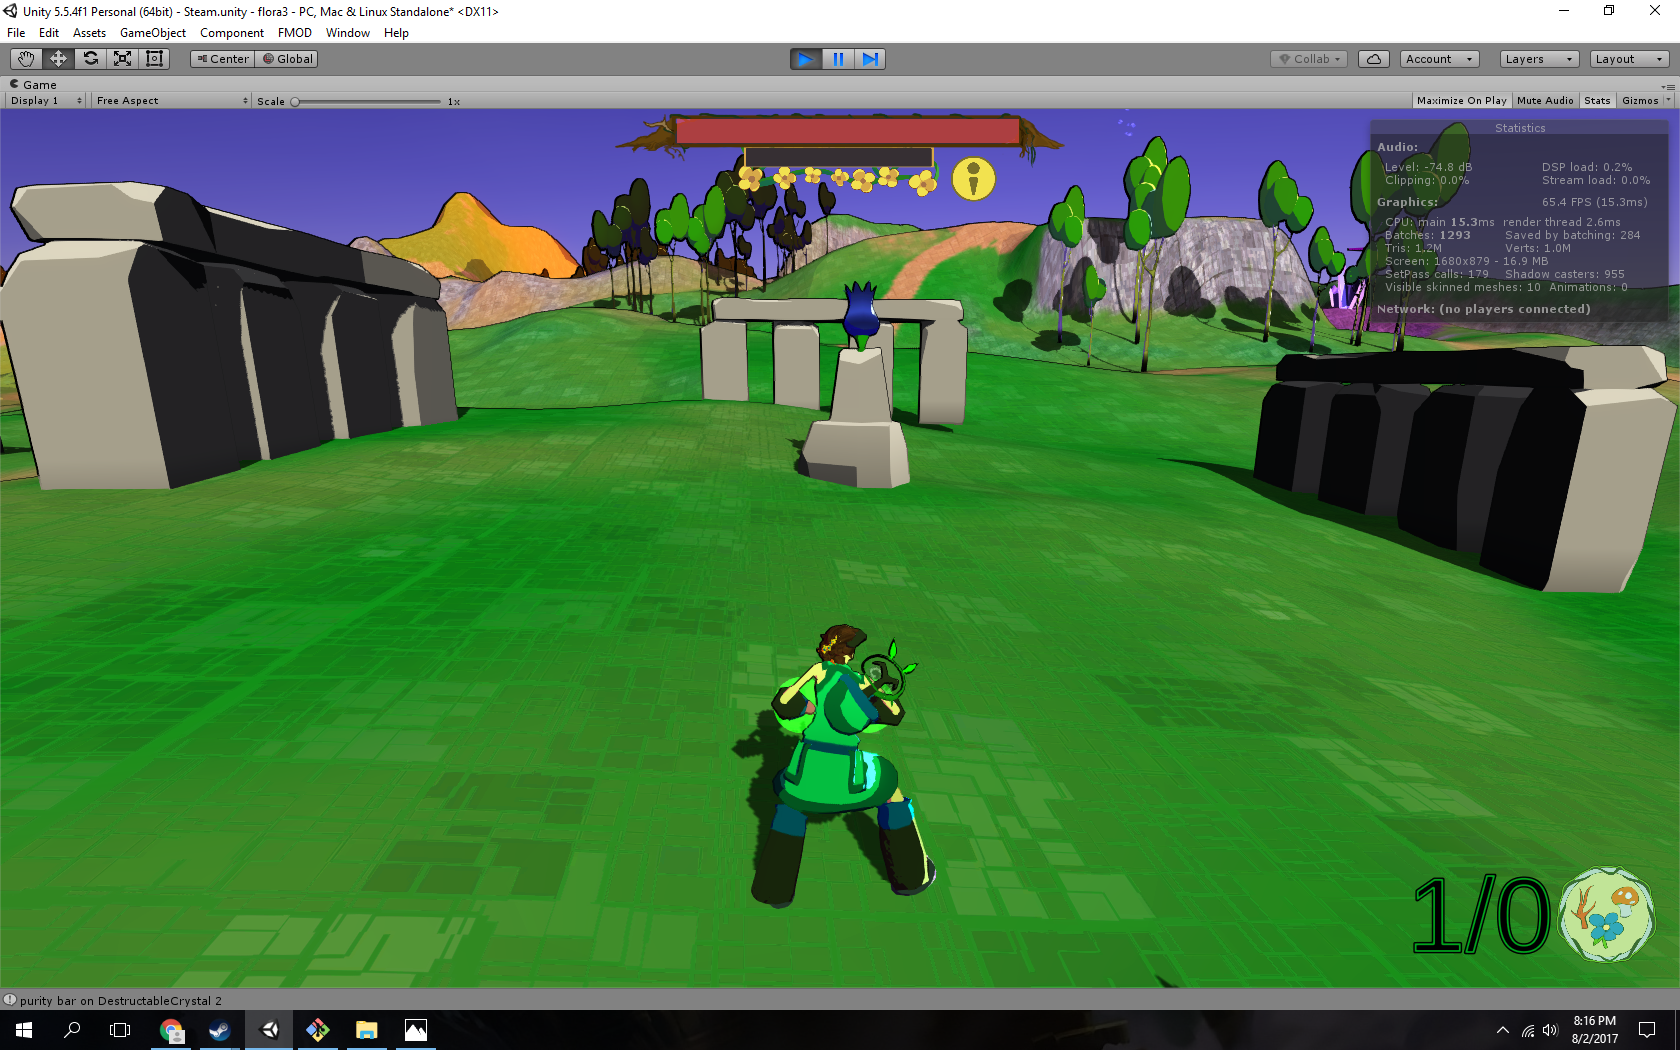 Unity 5.5.4f1 Personal (64bit) - Steam.unity - flora3 - PC, Mac & Linux Standalone* <DX11>
File Edit Assets GameObject Component FMOD Window Help
Center Global Collab Account Layers Layout
Game
Display 1 Free Aspect Scale 1x Maximize On Play Mute Audio Stats Gizmos
Statistics
Audio:
Level: -74.8 dB DSP load: 0.2%
Clipping: 0.0% Stream load: 0.0%
Graphics: 65.4 FPS (15.3ms)
CPU: main 15.3ms render thread 2.6ms
Batches: 1293 Saved by batching: 284
Tris: 1.2M Verts: 1.0M
Screen: 1680x879 - 16.9 MB
SetPass calls: 179 Shadow casters: 955
Visible skinned meshes: 10 Animations: 0
Network: (no players connected)
1/0
purity bar on DestructableCrystal 2
8:16 PM
8/2/2017